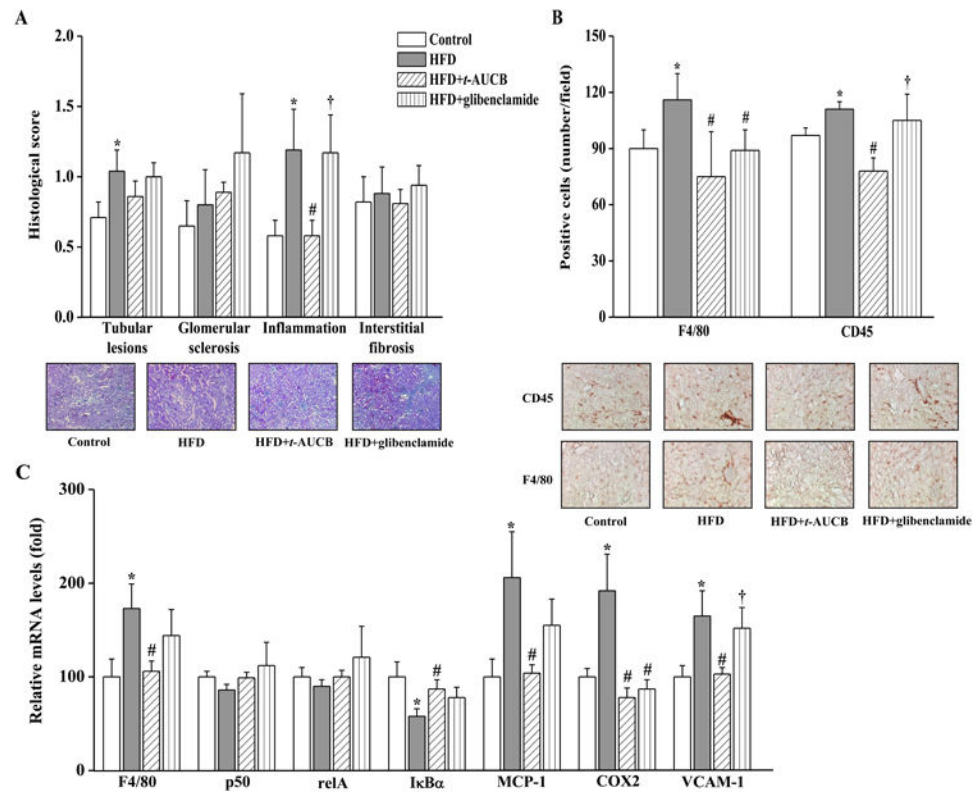 A
Histological score
2.0
1.5
1.0
0.5
0.0
Control
HFD
HFD+t-AUCB
HFD+glibenclamide
*
*
#
†
Tubular
lesions
Glomerular
sclerosis
Inflammation
Interstitial
fibrosis
Control
HFD
HFD+t-AUCB
HFD+glibenclamide
B
Positive cells (number/field)
150
120
90
60
30
0
*
#
#
*
#
†
F4/80
CD45
CD45
F4/80
Control
HFD
HFD+t-AUCB
HFD+glibenclamide
C
Relative mRNA levels (fold)
300
200
100
0
*
#
*
#
*
#
*
#
#
*
#
†
F4/80
p50
relA
IκBα
MCP-1
COX2
VCAM-1